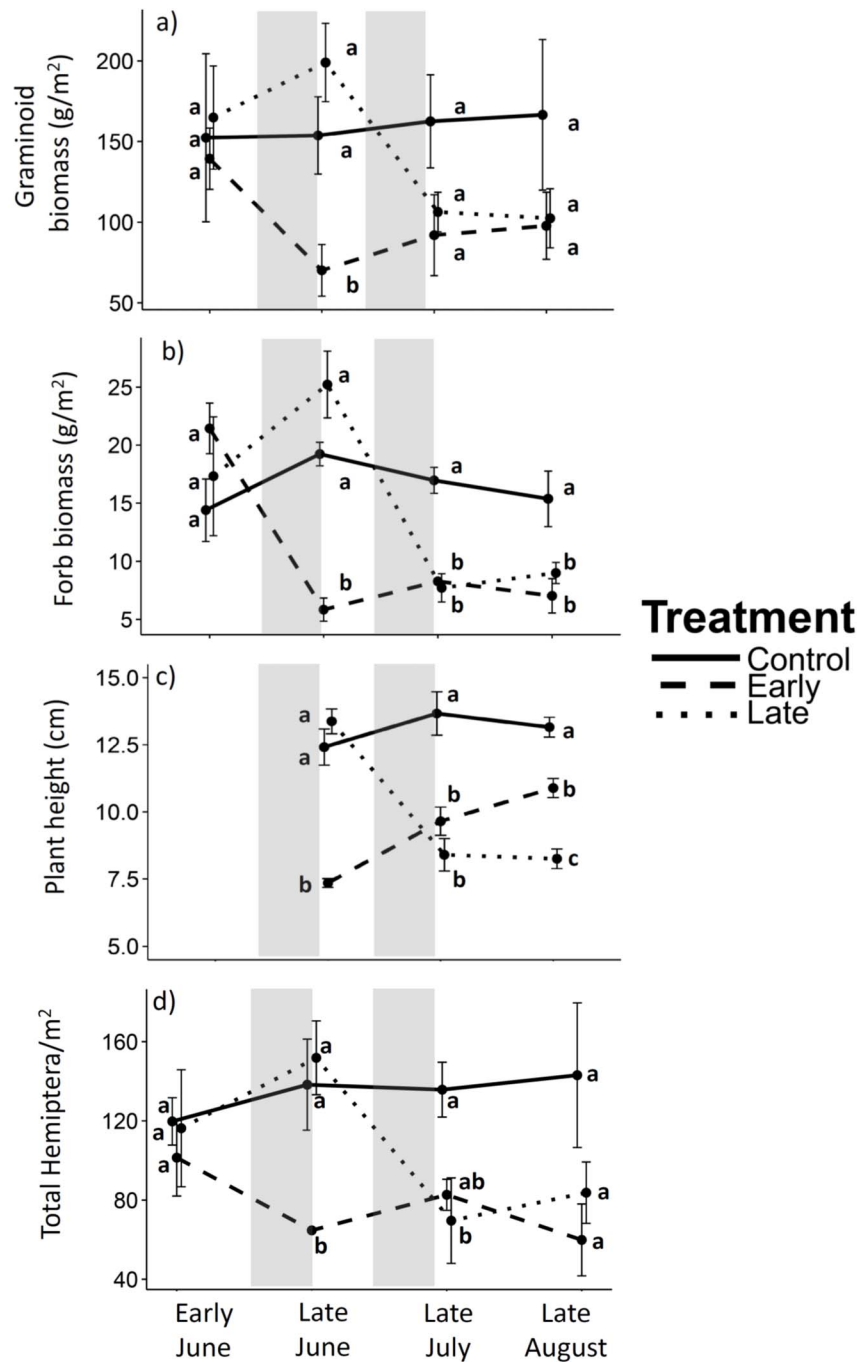 a)
Graminoid
biomass (g/m²)
200
150
100
50
a
a
a
a
a
b
a
a
a
a
a
a
b)
Forb biomass (g/m²)
25
20
15
10
5
a
a
a
a
a
b
a
b
b
a
b
b
c)
Plant height (cm)
15.0
12.5
10.0
7.5
5.0
a
a
b
a
b
b
a
b
c
d)
Total Hemiptera/m²
160
120
80
40
a
a
a
a
a
b
a
ab
b
a
a
a
Early
June
Late
June
Late
July
Late
August
Treatment
Control
Early
Late